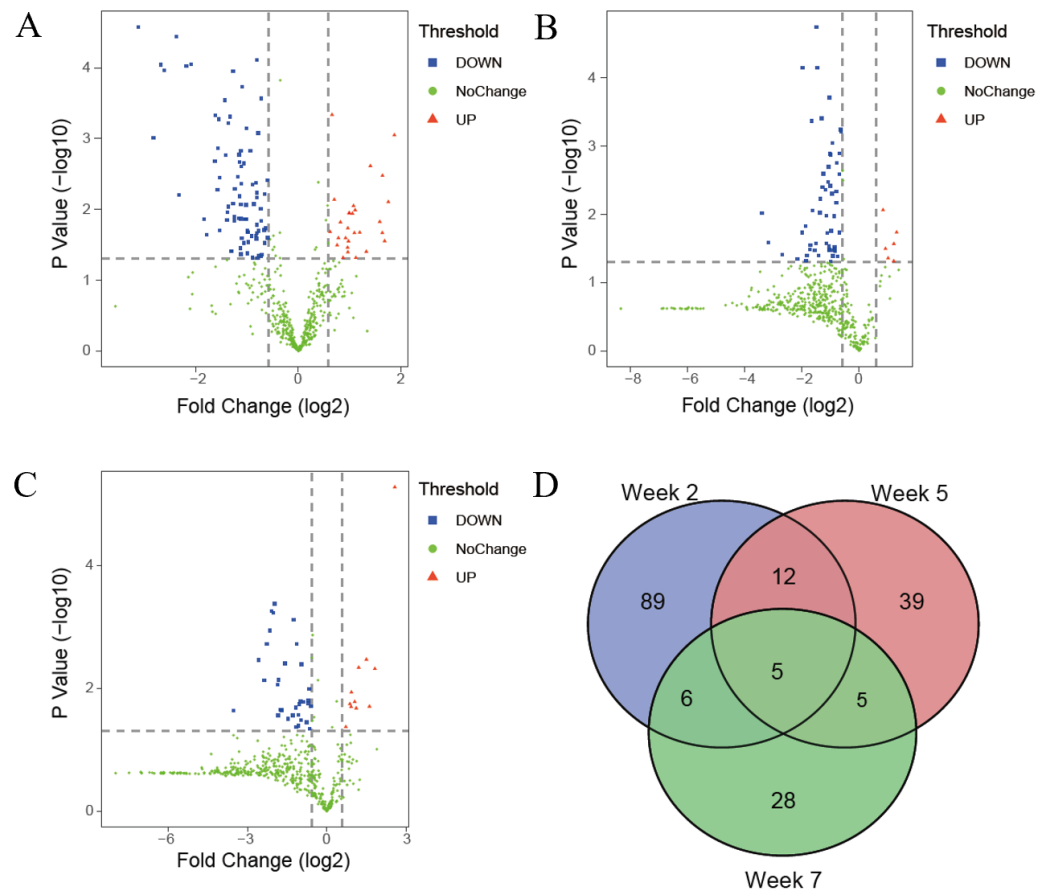 A
P Value (−log10)
4
3
2
1
0
−2
0
2
Fold Change (log2)
Threshold
DOWN
NoChange
UP
B
P Value (−log10)
4
3
2
1
0
−8
−6
−4
−2
0
Fold Change (log2)
Threshold
DOWN
NoChange
UP
C
P Value (−log10)
4
2
0
−6
−3
0
3
Fold Change (log2)
Threshold
DOWN
NoChange
UP
D
Week 2
Week 5
12
89
39
5
6
5
28
Week 7